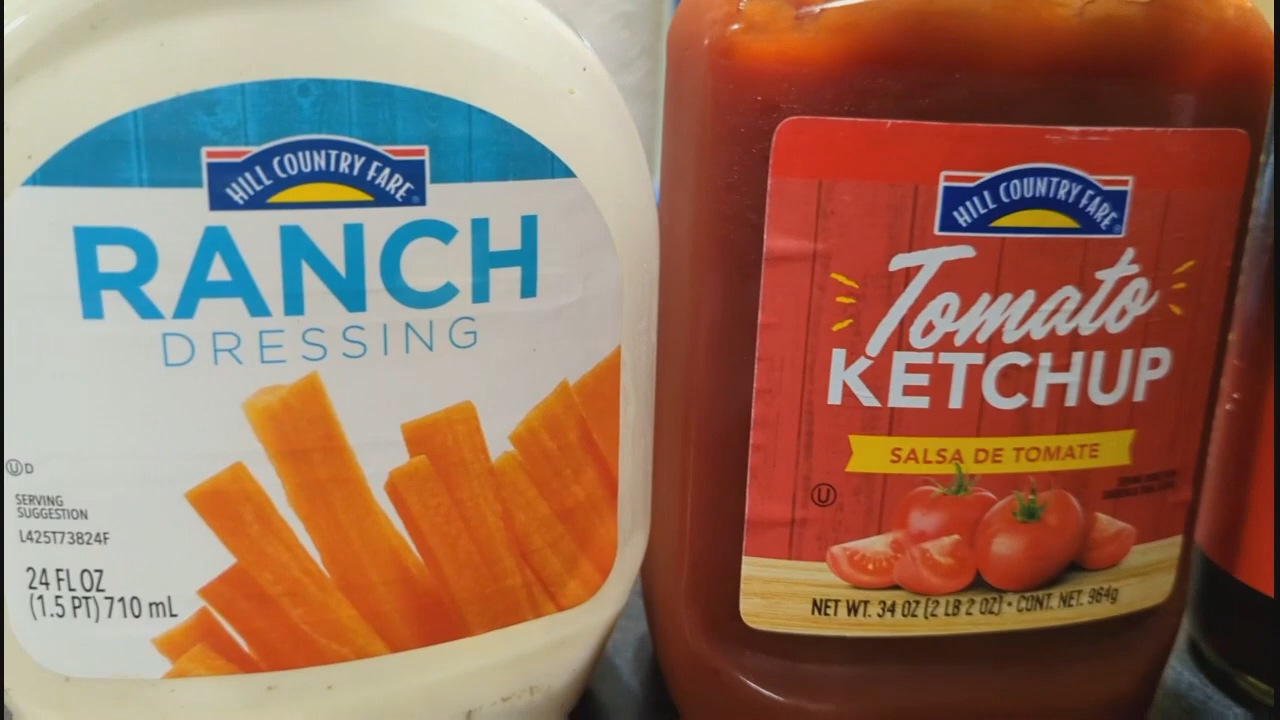 HILL COUNTRY FARE
RANCH
DRESSING
U D
SERVING
SUGGESTION
L425T73824F
24 FL OZ
(1.5 PT) 710 mL
HILL COUNTRY FARE
Tomato
KETCHUP
SALSA DE TOMATE
U
NET WT. 34 OZ (2 LB 2 OZ) • CONT. NET. 964g